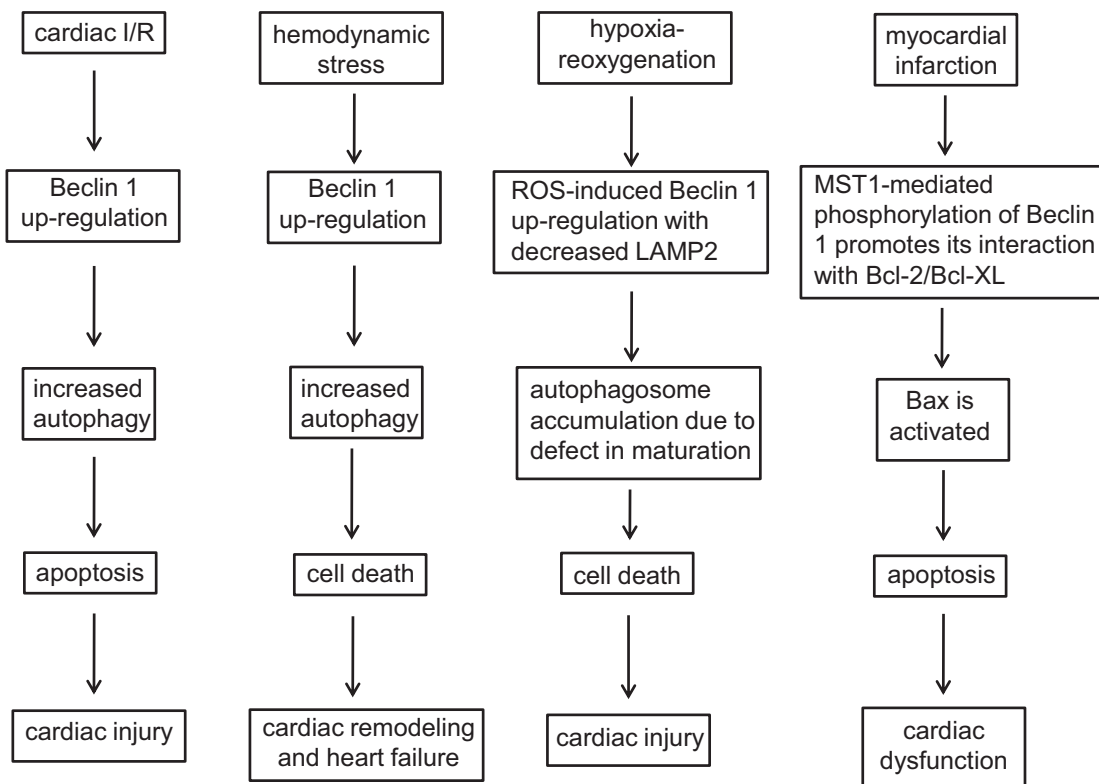 cardiac I/R
hemodynamic
stress
hypoxia-
reoxygenation
myocardial
infarction
Beclin 1
up-regulation
Beclin 1
up-regulation
ROS-induced Beclin 1
up-regulation with
decreased LAMP2
MST1-mediated
phosphorylation of Beclin
1 promotes its interaction
with Bcl-2/Bcl-XL
increased
autophagy
increased
autophagy
autophagosome
accumulation due to
defect in maturation
Bax is
activated
apoptosis
cell death
cell death
apoptosis
cardiac injury
cardiac remodeling
and heart failure
cardiac injury
cardiac
dysfunction